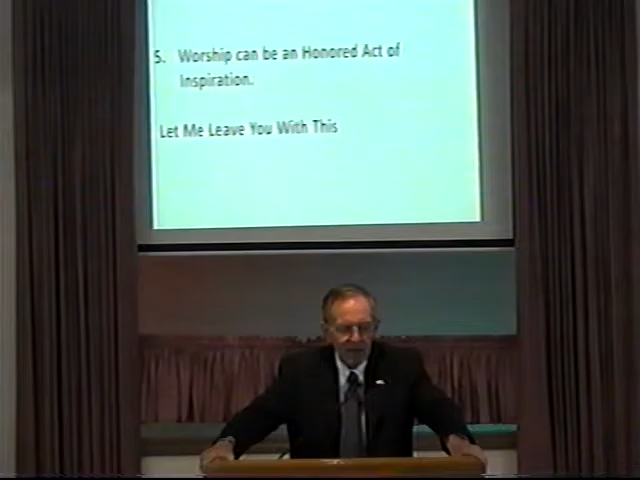 5. Worship can be an Honored Act of
Inspiration.
Let Me Leave You With This